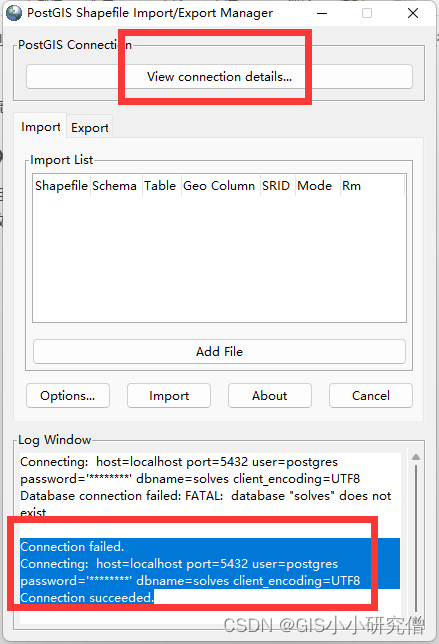 PostGIS Shapefile Import/Export Manager
PostGIS Connection
View connection details...
Import Export
Import List
Shapefile Schema Table Geo Column SRID Mode Rm
Add File
Options... Import About Cancel
Log Window
Connecting: host=localhost port=5432 user=postgres
password='********' dbname=solves client_encoding=UTF8
Database connection failed: FATAL: database "solves" does not
exist
Connection failed.
Connecting: host=localhost port=5432 user=postgres
password='********' dbname=solves client_encoding=UTF8
Connection succeeded.
CSDN @GIS小小研究僧